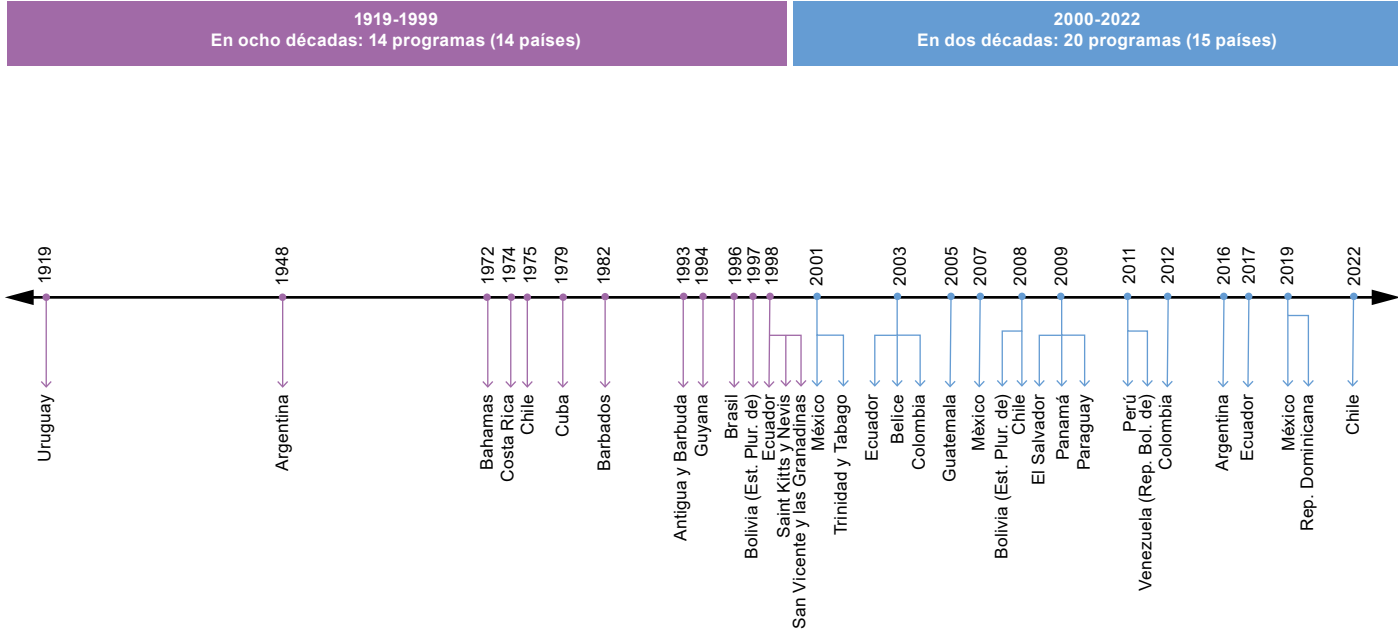 1919-1999
En ocho décadas: 14 programas (14 países)
2000-2022
En dos décadas: 20 programas (15 países)
1919
1948
1972
1974
1975
1979
1982
1993
1994
1996
1997
1998
2001
2003
2005
2007
2008
2009
2011
2012
2016
2017
2019
2022
Uruguay
Argentina
Bahamas
Costa Rica
Chile
Cuba
Barbados
Antigua y Barbuda
Guyana
Brasil
Bolivia (Est. Plur. de)
Ecuador
Saint Kitts y Nevis
San Vicente y las Granadinas
México
Trinidad y Tabago
Ecuador
Belice
Colombia
Guatemala
Mèxico
Bolivia (Est. Plur. de)
Chile
El Salvador
Panamá
Paraguay
Perú
Venezuela (Rep. Bol. de)
Colombia
Argentina
Ecuador
México
Rep. Dominicana
Chile